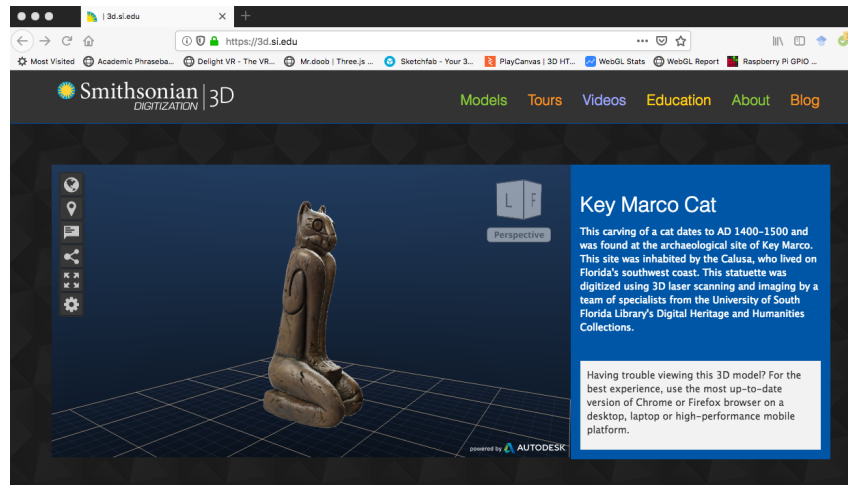 | 3d.si.edu
https://3d.si.edu
Most Visited Academic Phraseba... Delight VR - The VR... Mr.doob | Three.js ... Sketchfab - Your 3... PlayCanvas | 3D HT... WebGL Stats WebGL Report Raspberry Pi GPIO ...
Smithsonian
DIGITIZATION | 3D
Models Tours Videos Education About Blog
L F
Perspective
powered by AUTODESK
Key Marco Cat
This carving of a cat dates to AD 1400–1500 and
was found at the archaeological site of Key Marco.
This site was inhabited by the Calusa, who lived on
Florida's southwest coast. This statuette was
digitized using 3D laser scanning and imaging by a
team of specialists from the University of South
Florida Library's Digital Heritage and Humanities
Collections.
Having trouble viewing this 3D model? For the
best experience, use the most up-to-date
version of Chrome or Firefox browser on a
desktop, laptop or high-performance mobile
platform.